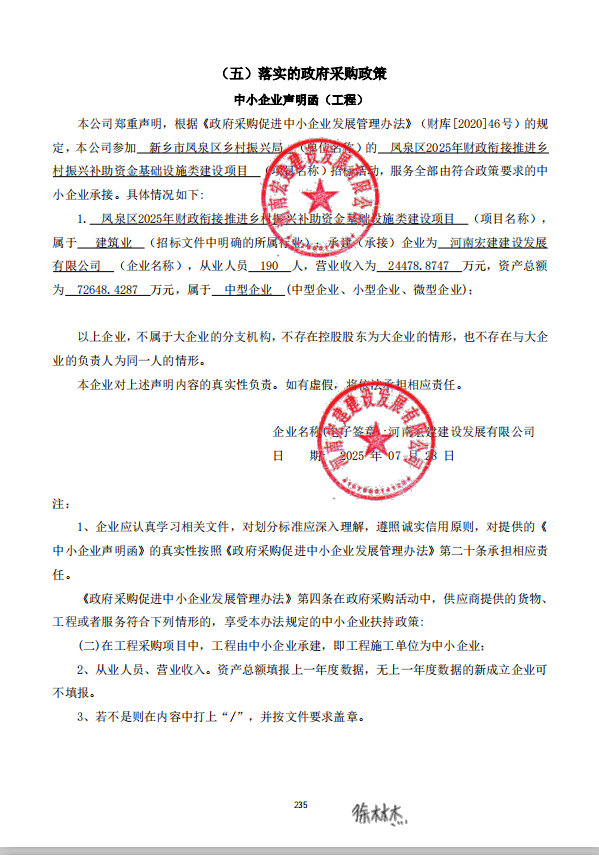 （五）落实的政府采购政策
中小企业声明函（工程）
本公司郑重声明，根据《政府采购促进中小企业发展管理办法》（财库[2020]46号）的规
定，本公司参加 新乡市凤泉区乡村振兴局 （单位名称）的 凤泉区2025年财政衔接推进乡
村振兴补助资金基础设施类建设项目 （项目名称）招标活动，服务全部由符合政策要求的中
小企业承接。具体情况如下：
1. 凤泉区2025年财政衔接推进乡村振兴补助资金基础设施类建设项目 （项目名称），
属于 建筑业 （招标文件中明确的所属行业）；承建（承接）企业为 河南宏建建设发展
有限公司 （企业名称），从业人员 190 人，营业收入为 24478.8747 万元，资产总额
为 72648.4287 万元，属于 中型企业 （中型企业、小型企业、微型企业）；
以上企业，不属于大企业的分支机构，不存在控股股东为大企业的情形，也不存在与大企
业的负责人为同一人的情形。
本企业对上述声明内容的真实性负责。如有虚假，将依法承担相应责任。
企业名称（电子签章）：河南宏建建设发展有限公司
日 期： 2025 年 07 月 28 日
河南宏建建设发展有限公司
河南宏建建设发展有限公司
注：
1、企业应认真学习相关文件，对划分标准应深入理解，遵照诚实信用原则，对提供的《
中小企业声明函》的真实性按照《政府采购促进中小企业发展管理办法》第二十条承担相应责
任。
《政府采购促进中小企业发展管理办法》第四条在政府采购活动中，供应商提供的货物、
工程或者服务符合下列情形的，享受本办法规定的中小企业扶持政策：
（二）在工程采购项目中，工程由中小企业承建，即工程施工单位为中小企业；
2、从业人员、营业收入。资产总额填报上一年度数据，无上一年度数据的新成立企业可
不填报。
3、若不是则在内容中打上“/”，并按文件要求盖章。
235